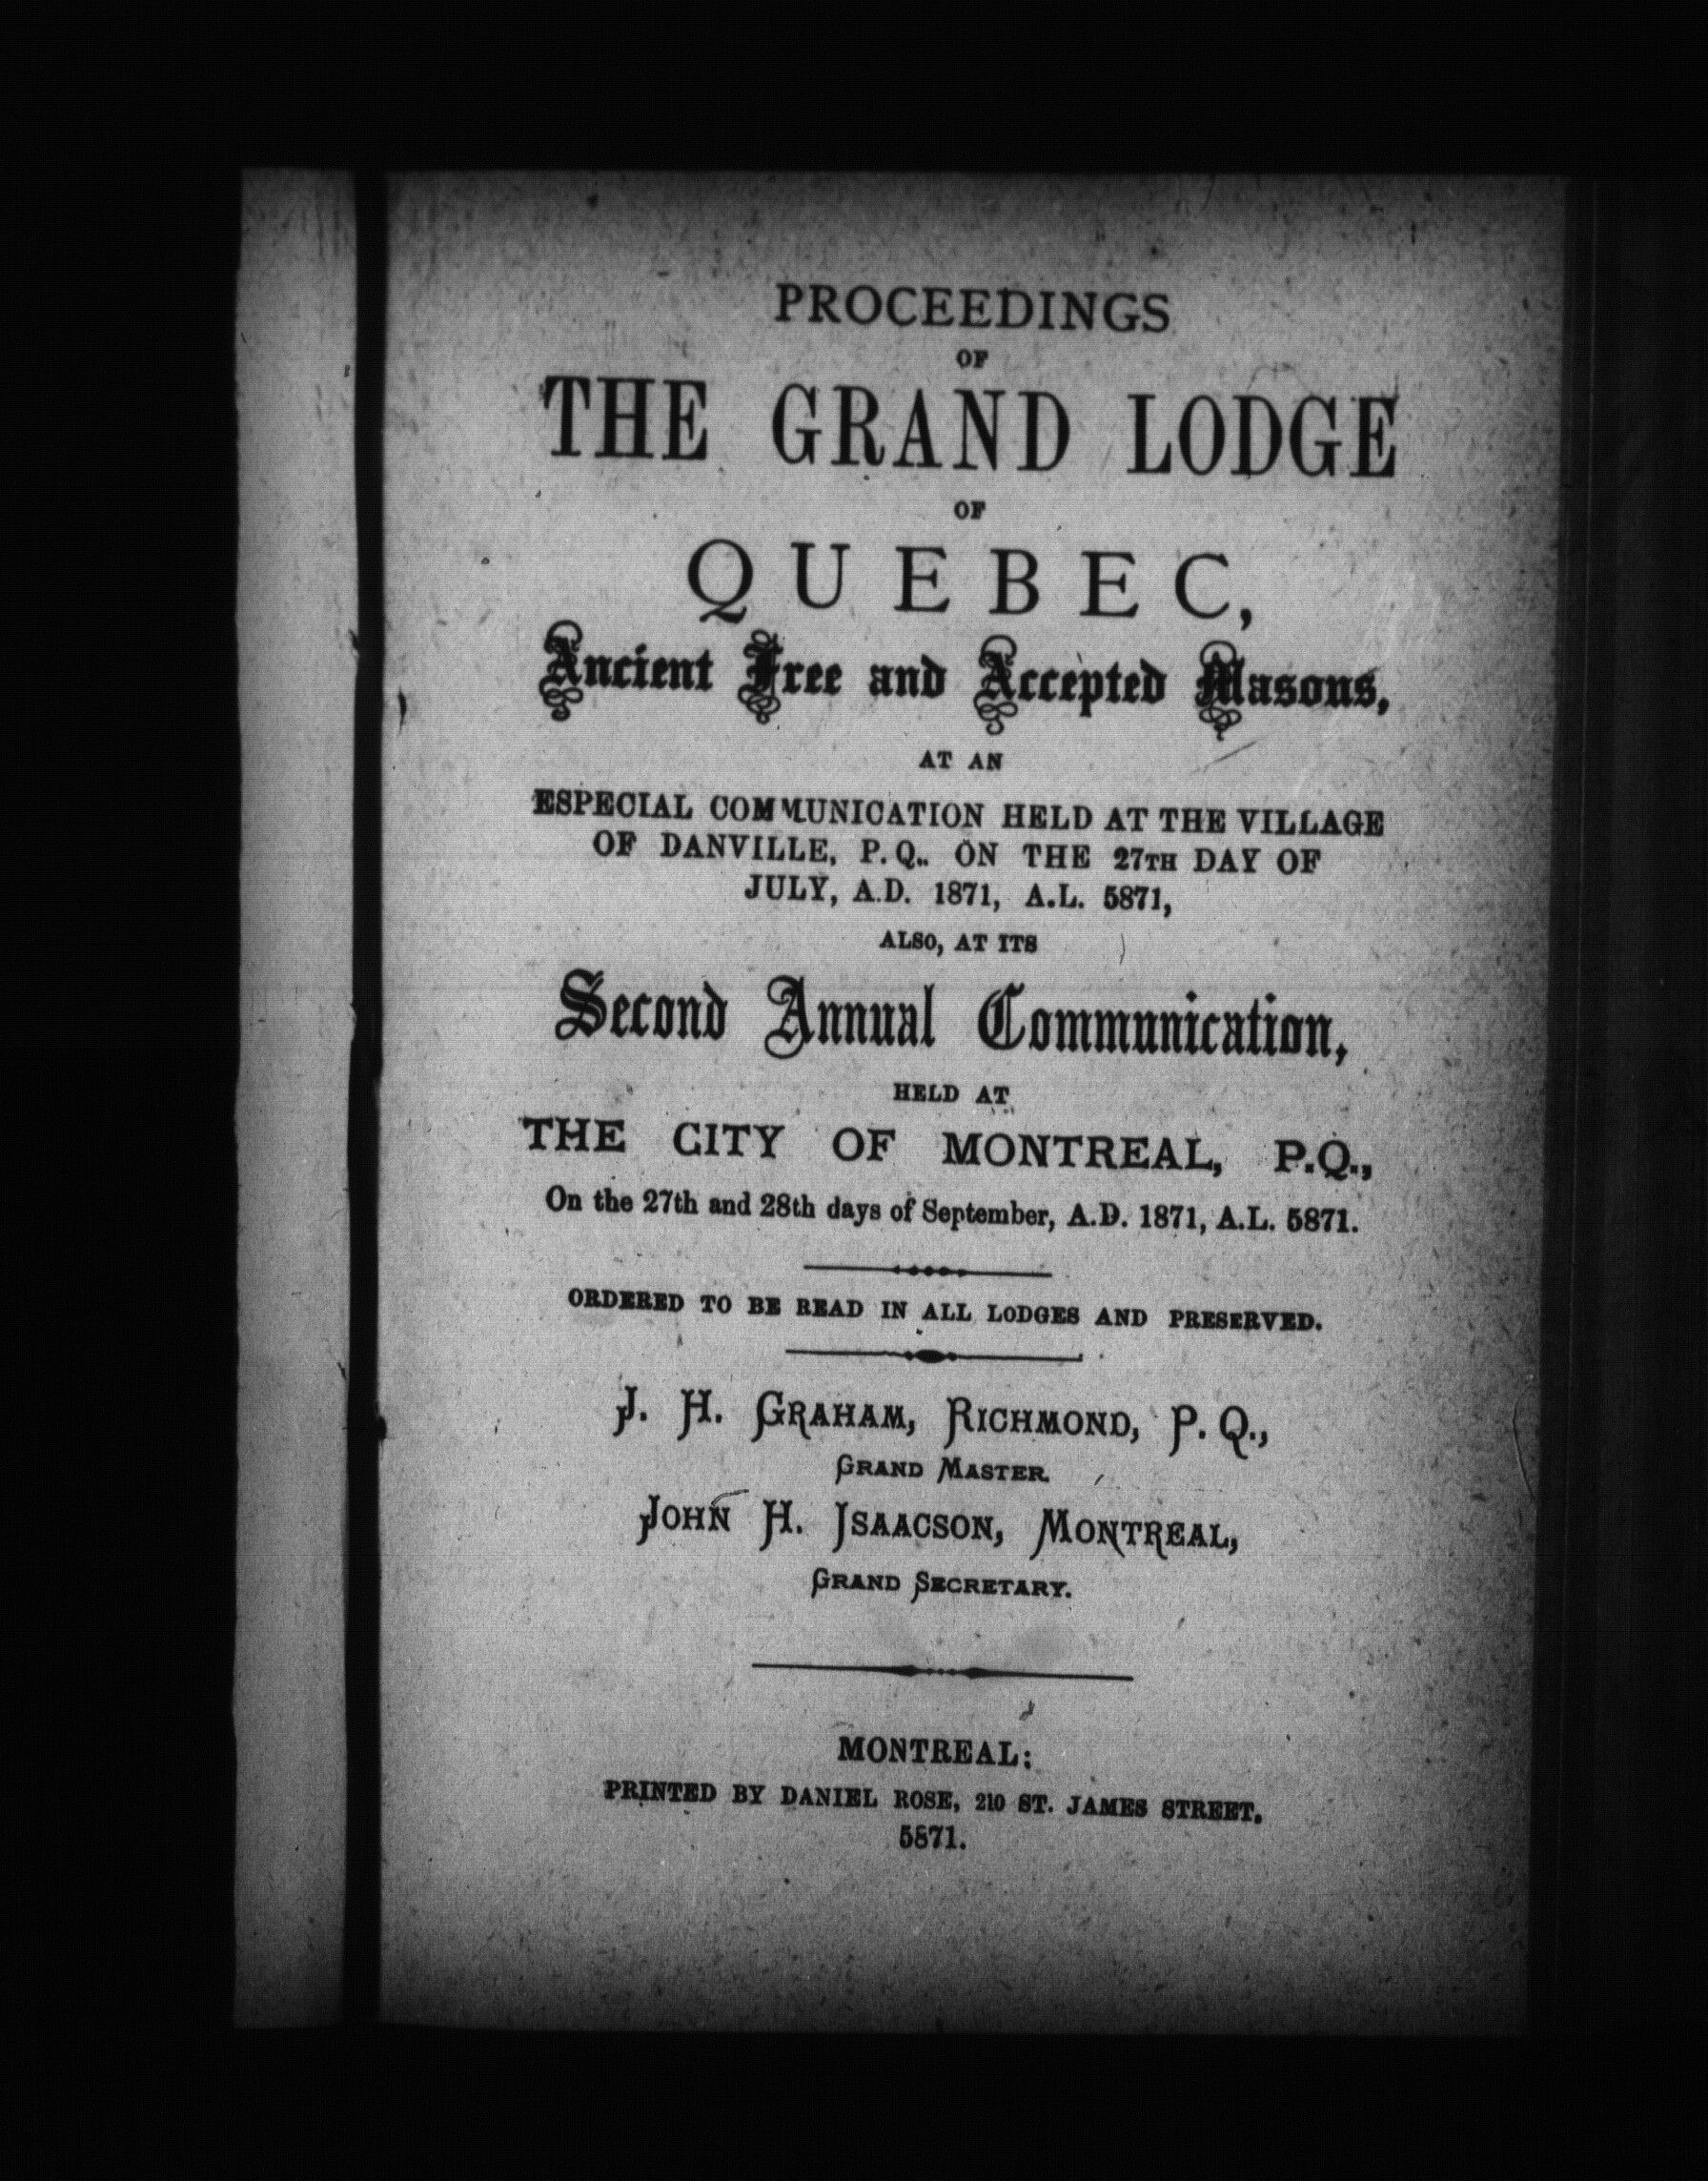 PROCEEDINGS
OF
THE GRAND LODGE
OF
QUEBEC,
Ancient Free and Accepted Masons,
AT AN
ESPECIAL COMMUNICATION HELD AT THE VILLAGE
OF DANVILLE, P.Q., ON THE 27TH DAY OF
JULY, A.D. 1871, A.L. 5871,
ALSO, AT ITS
Second Annual Communication,
HELD AT
THE CITY OF MONTREAL, P.Q.,
On the 27th and 28th days of September, A.D. 1871, A.L. 5871.
ORDERED TO BE READ IN ALL LODGES AND PRESERVED.
J. H. GRAHAM, RICHMOND, P. Q.,
GRAND MASTER.
JOHN H. ISAACSON, MONTREAL,
GRAND SECRETARY.
MONTREAL:
PRINTED BY DANIEL ROSE, 210 ST. JAMES STREET.
5871.